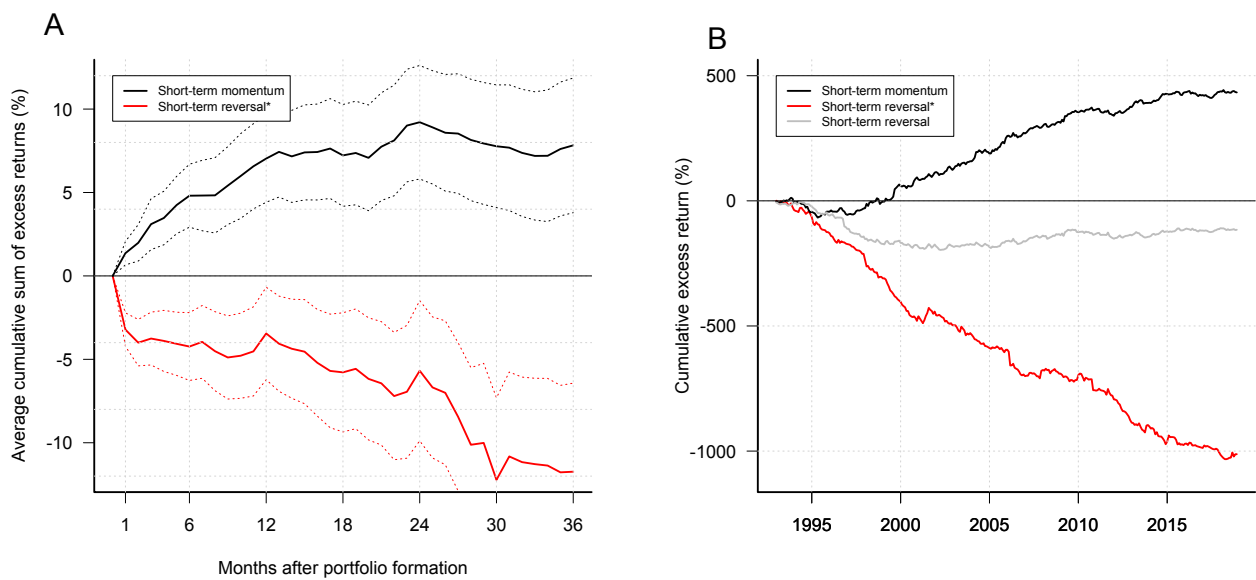 A
Average cumulative sum of excess returns (%)
10
5
0
-5
-10
Short-term momentum
Short-term reversal*
1 6 12 18 24 30 36
Months after portfolio formation
B
Cumulative excess return (%)
500
0
-500
-1000
Short-term momentum
Short-term reversal*
Short-term reversal
1995 2000 2005 2010 2015